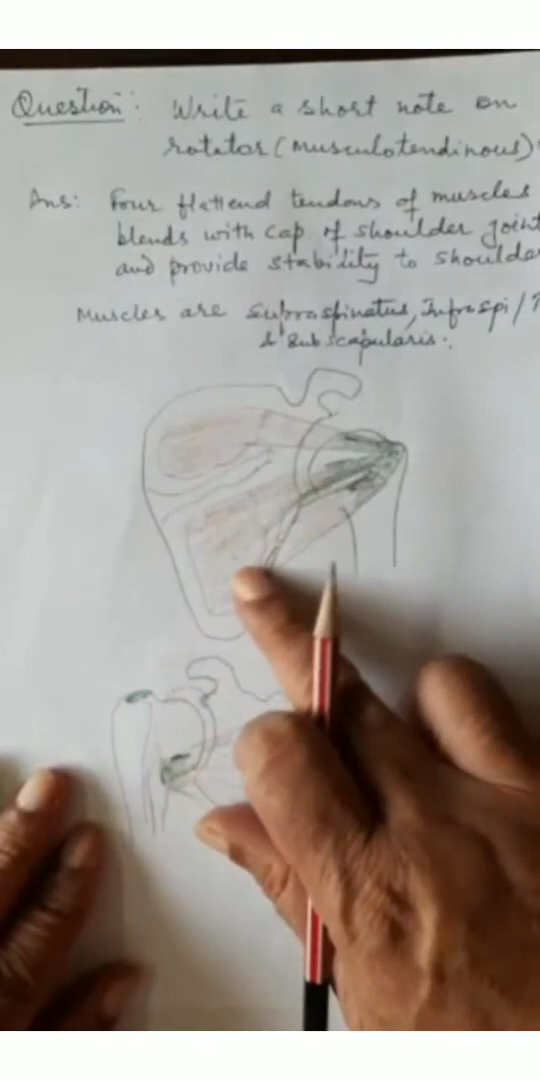 Question: Write a short note on
rotator (musculotendinous)
Ans: Four flattend tendons of muscles
blends with cap of shoulder joint
and provide stability to shoulder
Muscles are Supraspinatus, Infraspi/
& Subscapularis.